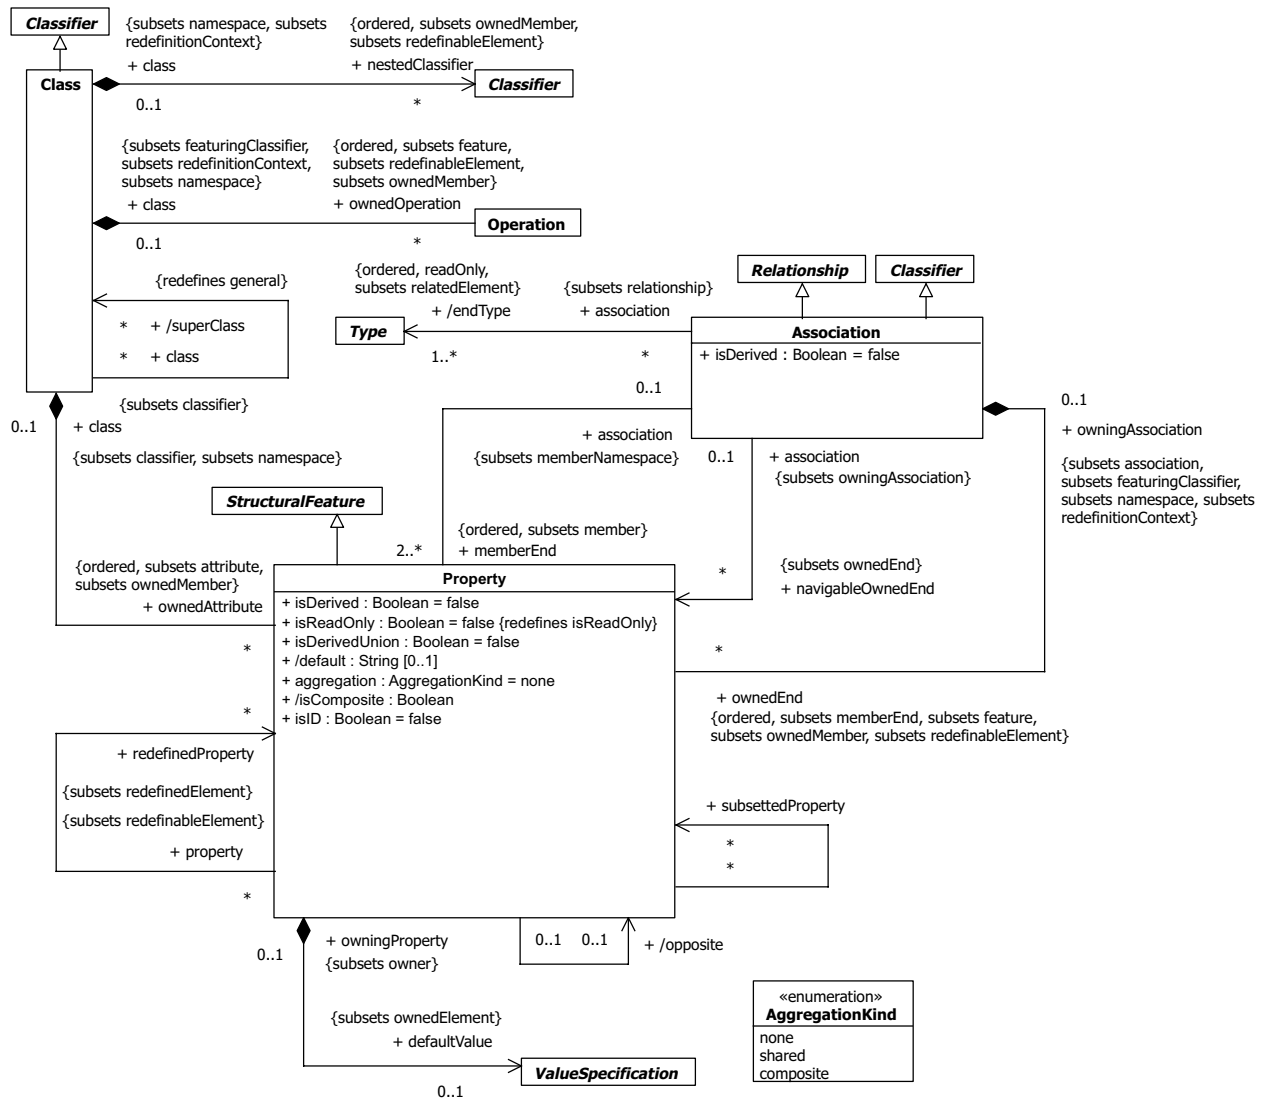 Classifier
{subsets namespace, subsets
redefinitionContext}
+ class
{ordered, subsets ownedMember,
subsets redefinableElement}
+ nestedClassifier
Class
Classifier
0..1
*
{subsets featuringClassifier,
subsets redefinitionContext,
subsets namespace}
+ class
{ordered, subsets feature,
subsets redefinableElement,
subsets ownedMember}
+ ownedOperation
Operation
0..1
*
{redefines general}
* + /superClass
* + class
{subsets classifier}
{ordered, readOnly,
subsets relatedElement}
+ /endType
{subsets relationship}
+ association
Relationship
Classifier
Type
1..*
*
Association
+ isDerived : Boolean = false
0..1
+ association
{subsets memberNamespace}
0..1
+ association
{subsets owningAssociation}
0..1
+ owningAssociation
{subsets association,
subsets featuringClassifier,
subsets namespace, subsets
redefinitionContext}
0..1
+ class
{subsets classifier, subsets namespace}
StructuralFeature
{ordered, subsets member}
2..*
+ memberEnd
{subsets ownedEnd}
*
+ navigableOwnedEnd
{ordered, subsets attribute,
subsets ownedMember}
+ ownedAttribute
*
Property
+ isDerived : Boolean = false
+ isReadOnly : Boolean = false {redefines isReadOnly}
+ isDerivedUnion : Boolean = false
+ /default : String [0..1]
+ aggregation : AggregationKind = none
+ /isComposite : Boolean
+ isID : Boolean = false
*
+ ownedEnd
{ordered, subsets memberEnd, subsets feature,
subsets ownedMember, subsets redefinableElement}
*
+ redefinedProperty
{subsets redefinedElement}
{subsets redefinableElement}
+ property
*
+ subsettedProperty
*
*
0..1
+ owningProperty
{subsets owner}
0..1 0..1
+ /opposite
{subsets ownedElement}
+ defaultValue
0..1
ValueSpecification
«enumeration»
AggregationKind
none
shared
composite